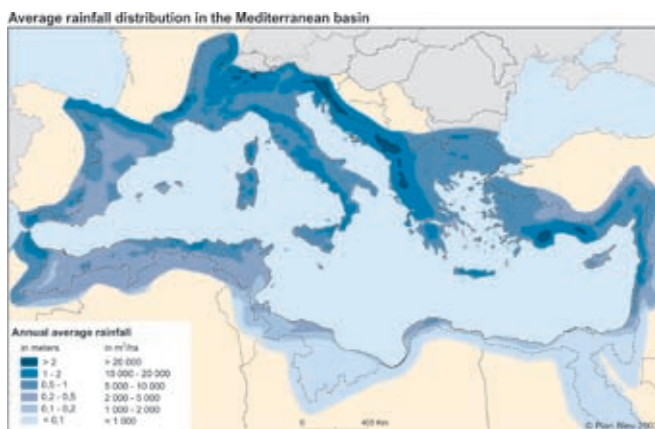 Average rainfall distribution in the Mediterranean basin
Annual average rainfall
in meters in m³/ha
> 2 > 20 000
1 - 2 10 000 - 20 000
0,5 - 1 5 000 - 10 000
0,2 - 0,5 2 000 - 5 000
0,1 - 0,2 1 000 - 2 000
< 0,1 < 1 000
0 400 Km
© Plan Bleu